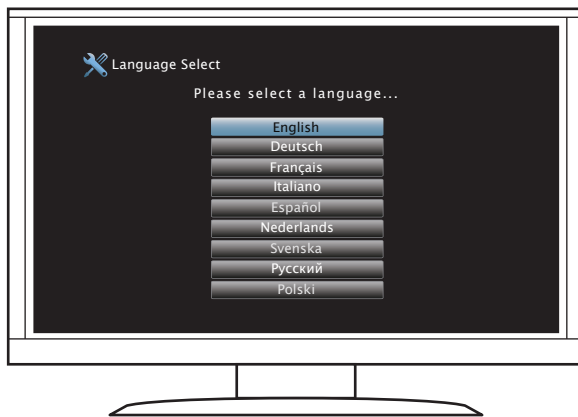 Language Select
Please select a language...
English
Deutsch
Français
Italiano
Español
Nederlands
Svenska
Русский
Polski